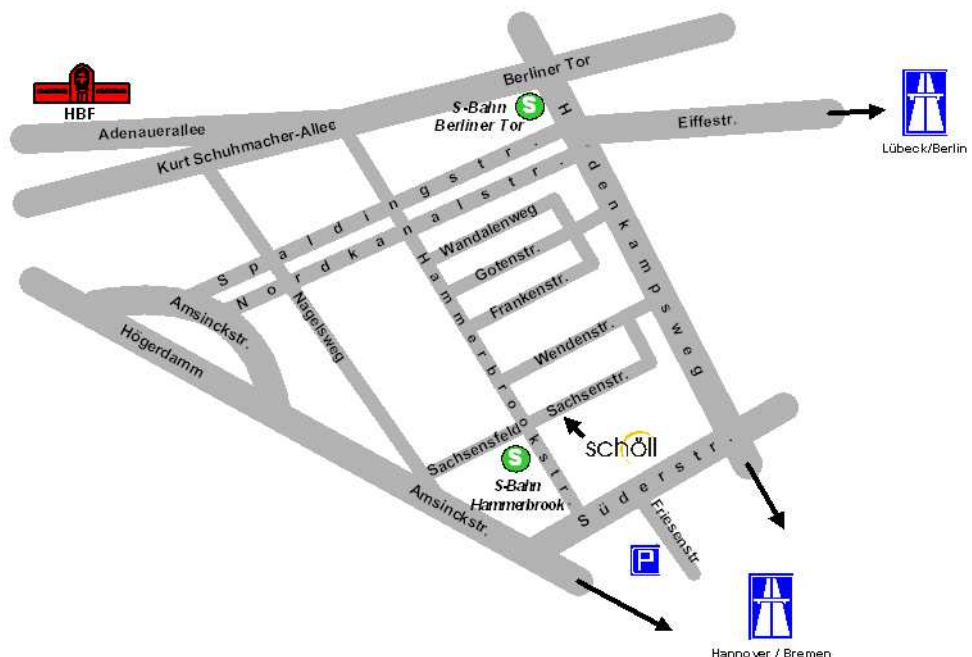 Berliner Tor
HBF
S-Bahn
Berliner Tor
S
Adenauerallee
Eiffestr.
Kurt Schuhmacher-Allee
Lübeck/Berlin
Spaldingstr.
Nordkanalstr.
H denkampsweg
Wandalenweg
Gotenstr.
Hammerbrookstr.
Frankenstr.
Nagelsweg
Amsinckstr.
Högerdamm
Wendenstr.
Sachsenstr.
Sachsenfeld
schöll
S
S-Bahn
Hammerbrook
Süderstr.
Amsinckstr.
Friesenstr
P
Hannover / Bremen